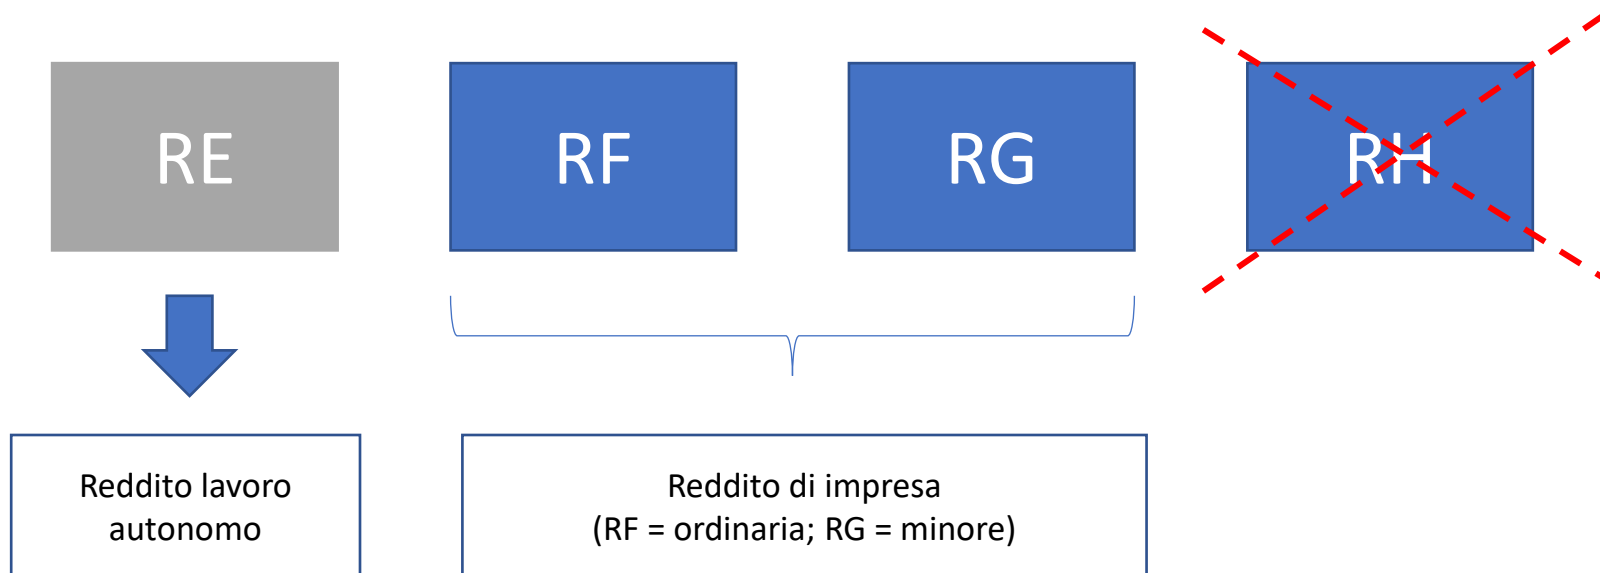 RE
RF
RG
RH
Reddito lavoro
autonomo
Reddito di impresa
(RF = ordinaria; RG = minore)